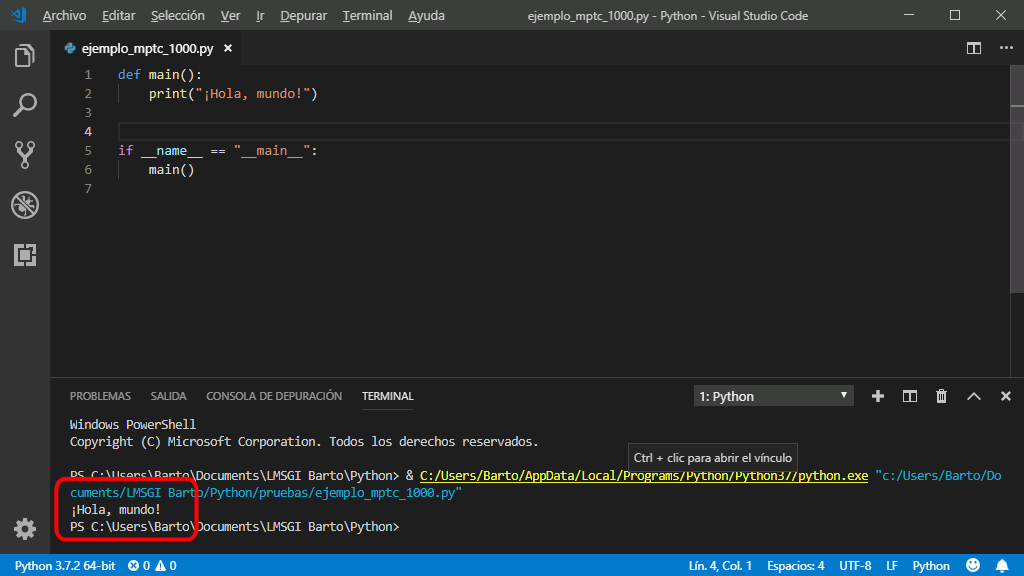 Archivo Editar Selección Ver Ir Depurar Terminal Ayuda ejemplo_mptc_1000.py - Python - Visual Studio Code
ejemplo_mptc_1000.py
1 def main():
2 print("¡Hola, mundo!")
3
4
5 if __name__ == "__main__":
6 main()
7
PROBLEMAS SALIDA CONSOLA DE DEPURACIÓN TERMINAL 1: Python
Windows PowerShell
Copyright (C) Microsoft Corporation. Todos los derechos reservados.
Ctrl + clic para abrir el vínculo
PS C:\Users\Barto\Documents\LMSGI Barto\Python> & C:/Users/Barto/AppData/Local/Programs/Python/Python37/python.exe "c:/Users/Barto/Do
cuments/LMSGI Barto/Python/pruebas/ejemplo_mptc_1000.py"
¡Hola, mundo!
PS C:\Users\Barto\Documents\LMSGI Barto\Python>
Python 3.7.2 64-bit 0 0 Lín. 4, Col. 1 Espacios: 4 UTF-8 LF Python